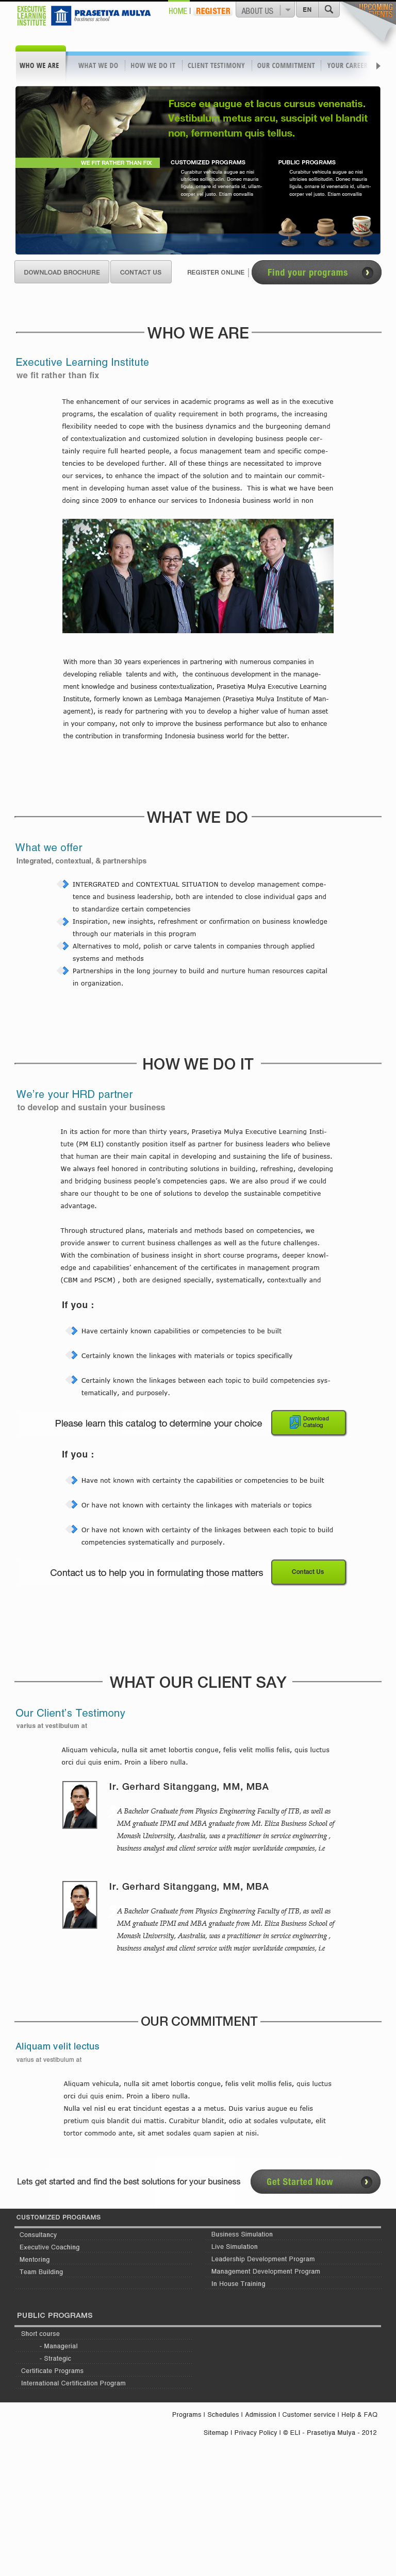 EXECUTIVE
LEARNING
INSTITUTE
PRASETIYA MULYA
business school
HOME | REGISTER
ABOUT US
EN
UPCOMING
EVENTS
WHO WE ARE
WHAT WE DO
HOW WE DO IT
CLIENT TESTIMONY
OUR COMMITMENT
YOUR CAREER
Fusce eu augue et lacus cursus venenatis.
Vestibulum metus arcu, suscipit vel blandit
non, fermentum quis tellus.
WE FIT RATHER THAN FIX
CUSTOMIZED PROGRAMS
Curabitur vehicula augue ac nisi
ultricies sollicitudin. Donec mauris
ligula, ornare id venenatis id, ullam-
corper vel justo. Etiam convallis
PUBLIC PROGRAMS
Curabitur vehicula augue ac nisi
ultricies sollicitudin. Donec mauris
ligula, ornare id venenatis id, ullam-
corper vel justo. Etiam convallis
DOWNLOAD BROCHURE
CONTACT US
REGISTER ONLINE
Find your programs
WHO WE ARE
Executive Learning Institute
we fit rather than fix
The enhancement of our services in academic programs as well as in the executive
programs, the escalation of quality requirement in both programs, the increasing
flexibility needed to cope with the business dynamics and the burgeoning demand
of contextualization and customized solution in developing business people cer-
tainly require full hearted people, a focus management team and specific compe-
tencies to be developed further. All of these things are necessitated to improve
our services, to enhance the impact of the solution and to maintain our commit-
ment in developing human asset value of the business.  This is what we have been
doing since 2009 to enhance our services to Indonesia business world in non
With more than 30 years experiences in partnering with numerous companies in
developing reliable  talents and with,  the continuous development in the manage-
ment knowledge and business contextualization, Prasetiya Mulya Executive Learning
Institute, formerly known as Lembaga Manajemen (Prasetiya Mulya Institute of Man-
agement), is ready for partnering with you to develop a higher value of human asset
in your company, not only to improve the business performance but also to enhance
the contribution in transforming Indonesia business world for the better.
WHAT WE DO
What we offer
Integrated, contextual, & partnerships
INTERGRATED and CONTEXTUAL SITUATION to develop management compe-
tence and business leadership, both are intended to close individual gaps and
to standardize certain competencies
Inspiration, new insights, refreshment or confirmation on business knowledge
through our materials in this program
Alternatives to mold, polish or carve talents in companies through applied
systems and methods
Partnerships in the long journey to build and nurture human resources capital
in organization.
HOW WE DO IT
We're your HRD partner
to develop and sustain your business
In its action for more than thirty years, Prasetiya Mulya Executive Learning Insti-
tute (PM ELI) constantly position itself as partner for business leaders who believe
that human are their main capital in developing and sustaining the life of business.
We always feel honored in contributing solutions in building, refreshing, developing
and bridging business people's competencies gaps. We are also proud if we could
share our thought to be one of solutions to develop the sustainable competitive
advantage.
Through structured plans, materials and methods based on competencies, we
provide answer to current business challenges as well as the future challenges.
With the combination of business insight in short course programs, deeper knowl-
edge and capabilities' enhancement of the certificates in management program
(CBM and PSCM) , both are designed specially, systematically, contextually and
If you :
Have certainly known capabilities or competencies to be built
Certainly known the linkages with materials or topics specifically
Certainly known the linkages between each topic to build competencies sys-
tematically, and purposely.
Please learn this catalog to determine your choice
Download
Catalog
If you :
Have not known with certainty the capabilities or competencies to be built
Or have not known with certainty the linkages with materials or topics
Or have not known with certainty of the linkages between each topic to build
competencies systematically and purposely.
Contact us to help you in formulating those matters
Contact Us
WHAT OUR CLIENT SAY
Our Client's Testimony
varius at vestibulum at
Aliquam vehicula, nulla sit amet lobortis congue, felis velit mollis felis, quis luctus
orci dui quis enim. Proin a libero nulla.
Ir. Gerhard Sitanggang, MM, MBA
A Bachelor Graduate from Physics Engineering Faculty of ITB, as well as
MM graduate IPMI and MBA graduate from Mt. Eliza Business School of
Monash University, Australia, was a practitioner in service engineering ,
business analyst and client service with major worldwide companies, i.e
Ir. Gerhard Sitanggang, MM, MBA
A Bachelor Graduate from Physics Engineering Faculty of ITB, as well as
MM graduate IPMI and MBA graduate from Mt. Eliza Business School of
Monash University, Australia, was a practitioner in service engineering ,
business analyst and client service with major worldwide companies, i.e
OUR COMMITMENT
Aliquam velit lectus
varius at vestibulum at
Aliquam vehicula, nulla sit amet lobortis congue, felis velit mollis felis, quis luctus
orci dui quis enim. Proin a libero nulla.
Nulla vel nisl eu erat tincidunt egestas a a metus. Duis varius augue eu felis
pretium quis blandit dui mattis. Curabitur blandit, odio at sodales vulputate, elit
tortor commodo ante, sit amet sodales quam sapien at nisi.
Lets get started and find the best solutions for your business
Get Started Now
CUSTOMIZED PROGRAMS
Consultancy
Executive Coaching
Mentoring
Team Building
Business Simulation
Live Simulation
Leadership Development Program
Management Development Program
In House Training
PUBLIC PROGRAMS
Short course
- Managerial
- Strategic
Certificate Programs
International Certification Program
Programs | Schedules | Admission | Customer service | Help & FAQ
Sitemap | Privacy Policy | © ELI - Prasetiya Mulya - 2012